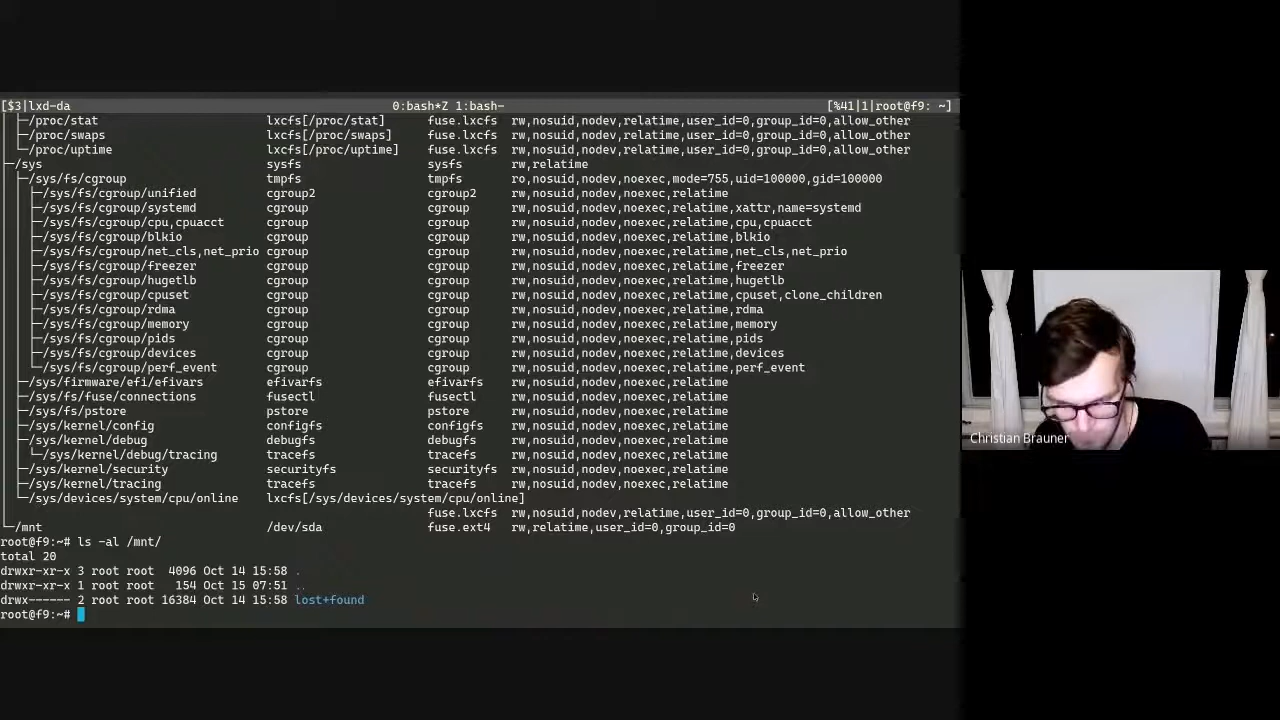 [$3|lxd-da 0:bash*Z 1:bash- [%41|1|root@f9: ~]
│ ├─/proc/stat lxcfs[/proc/stat] fuse.lxcfs rw,nosuid,nodev,relatime,user_id=0,group_id=0,allow_other
│ ├─/proc/swaps lxcfs[/proc/swaps] fuse.lxcfs rw,nosuid,nodev,relatime,user_id=0,group_id=0,allow_other
│ └─/proc/uptime lxcfs[/proc/uptime] fuse.lxcfs rw,nosuid,nodev,relatime,user_id=0,group_id=0,allow_other
├─/sys sysfs sysfs rw,relatime
│ ├─/sys/fs/cgroup tmpfs tmpfs ro,nosuid,nodev,noexec,mode=755,uid=100000,gid=100000
│ │ ├─/sys/fs/cgroup/unified cgroup2 cgroup2 rw,nosuid,nodev,noexec,relatime
│ │ ├─/sys/fs/cgroup/systemd cgroup cgroup rw,nosuid,nodev,noexec,relatime,xattr,name=systemd
│ │ ├─/sys/fs/cgroup/cpu,cpuacct cgroup cgroup rw,nosuid,nodev,noexec,relatime,cpu,cpuacct
│ │ ├─/sys/fs/cgroup/blkio cgroup cgroup rw,nosuid,nodev,noexec,relatime,blkio
│ │ ├─/sys/fs/cgroup/net_cls,net_prio cgroup cgroup rw,nosuid,nodev,noexec,relatime,net_cls,net_prio
│ │ ├─/sys/fs/cgroup/freezer cgroup cgroup rw,nosuid,nodev,noexec,relatime,freezer
│ │ ├─/sys/fs/cgroup/hugetlb cgroup cgroup rw,nosuid,nodev,noexec,relatime,hugetlb
│ │ ├─/sys/fs/cgroup/cpuset cgroup cgroup rw,nosuid,nodev,noexec,relatime,cpuset,clone_children
│ │ ├─/sys/fs/cgroup/rdma cgroup cgroup rw,nosuid,nodev,noexec,relatime,rdma
│ │ ├─/sys/fs/cgroup/memory cgroup cgroup rw,nosuid,nodev,noexec,relatime,memory
│ │ ├─/sys/fs/cgroup/pids cgroup cgroup rw,nosuid,nodev,noexec,relatime,pids
│ │ ├─/sys/fs/cgroup/devices cgroup cgroup rw,nosuid,nodev,noexec,relatime,devices
│ │ └─/sys/fs/cgroup/perf_event cgroup cgroup rw,nosuid,nodev,noexec,relatime,perf_event
│ ├─/sys/firmware/efi/efivars efivarfs efivarfs rw,nosuid,nodev,noexec,relatime
│ ├─/sys/fs/fuse/connections fusectl fusectl rw,nosuid,nodev,noexec,relatime
│ ├─/sys/fs/pstore pstore pstore rw,nosuid,nodev,noexec,relatime
│ ├─/sys/kernel/config configfs configfs rw,nosuid,nodev,noexec,relatime
│ ├─/sys/kernel/debug debugfs debugfs rw,nosuid,nodev,noexec,relatime
│ │ └─/sys/kernel/debug/tracing tracefs tracefs rw,nosuid,nodev,noexec,relatime
│ ├─/sys/kernel/security securityfs securityfs rw,nosuid,nodev,noexec,relatime
│ ├─/sys/kernel/tracing tracefs tracefs rw,nosuid,nodev,noexec,relatime
│ └─/sys/devices/system/cpu/online lxcfs[/sys/devices/system/cpu/online]
│ fuse.lxcfs rw,nosuid,nodev,relatime,user_id=0,group_id=0,allow_other
└─/mnt /dev/sda fuse.ext4 rw,relatime,user_id=0,group_id=0
root@f9:~# ls -al /mnt/
total 20
drwxr-xr-x 3 root root 4096 Oct 14 15:58 .
drwxr-xr-x 1 root root 154 Oct 15 07:51 ..
drwx------ 2 root root 16384 Oct 14 15:58 lost+found
root@f9:~#
Christian Brauner